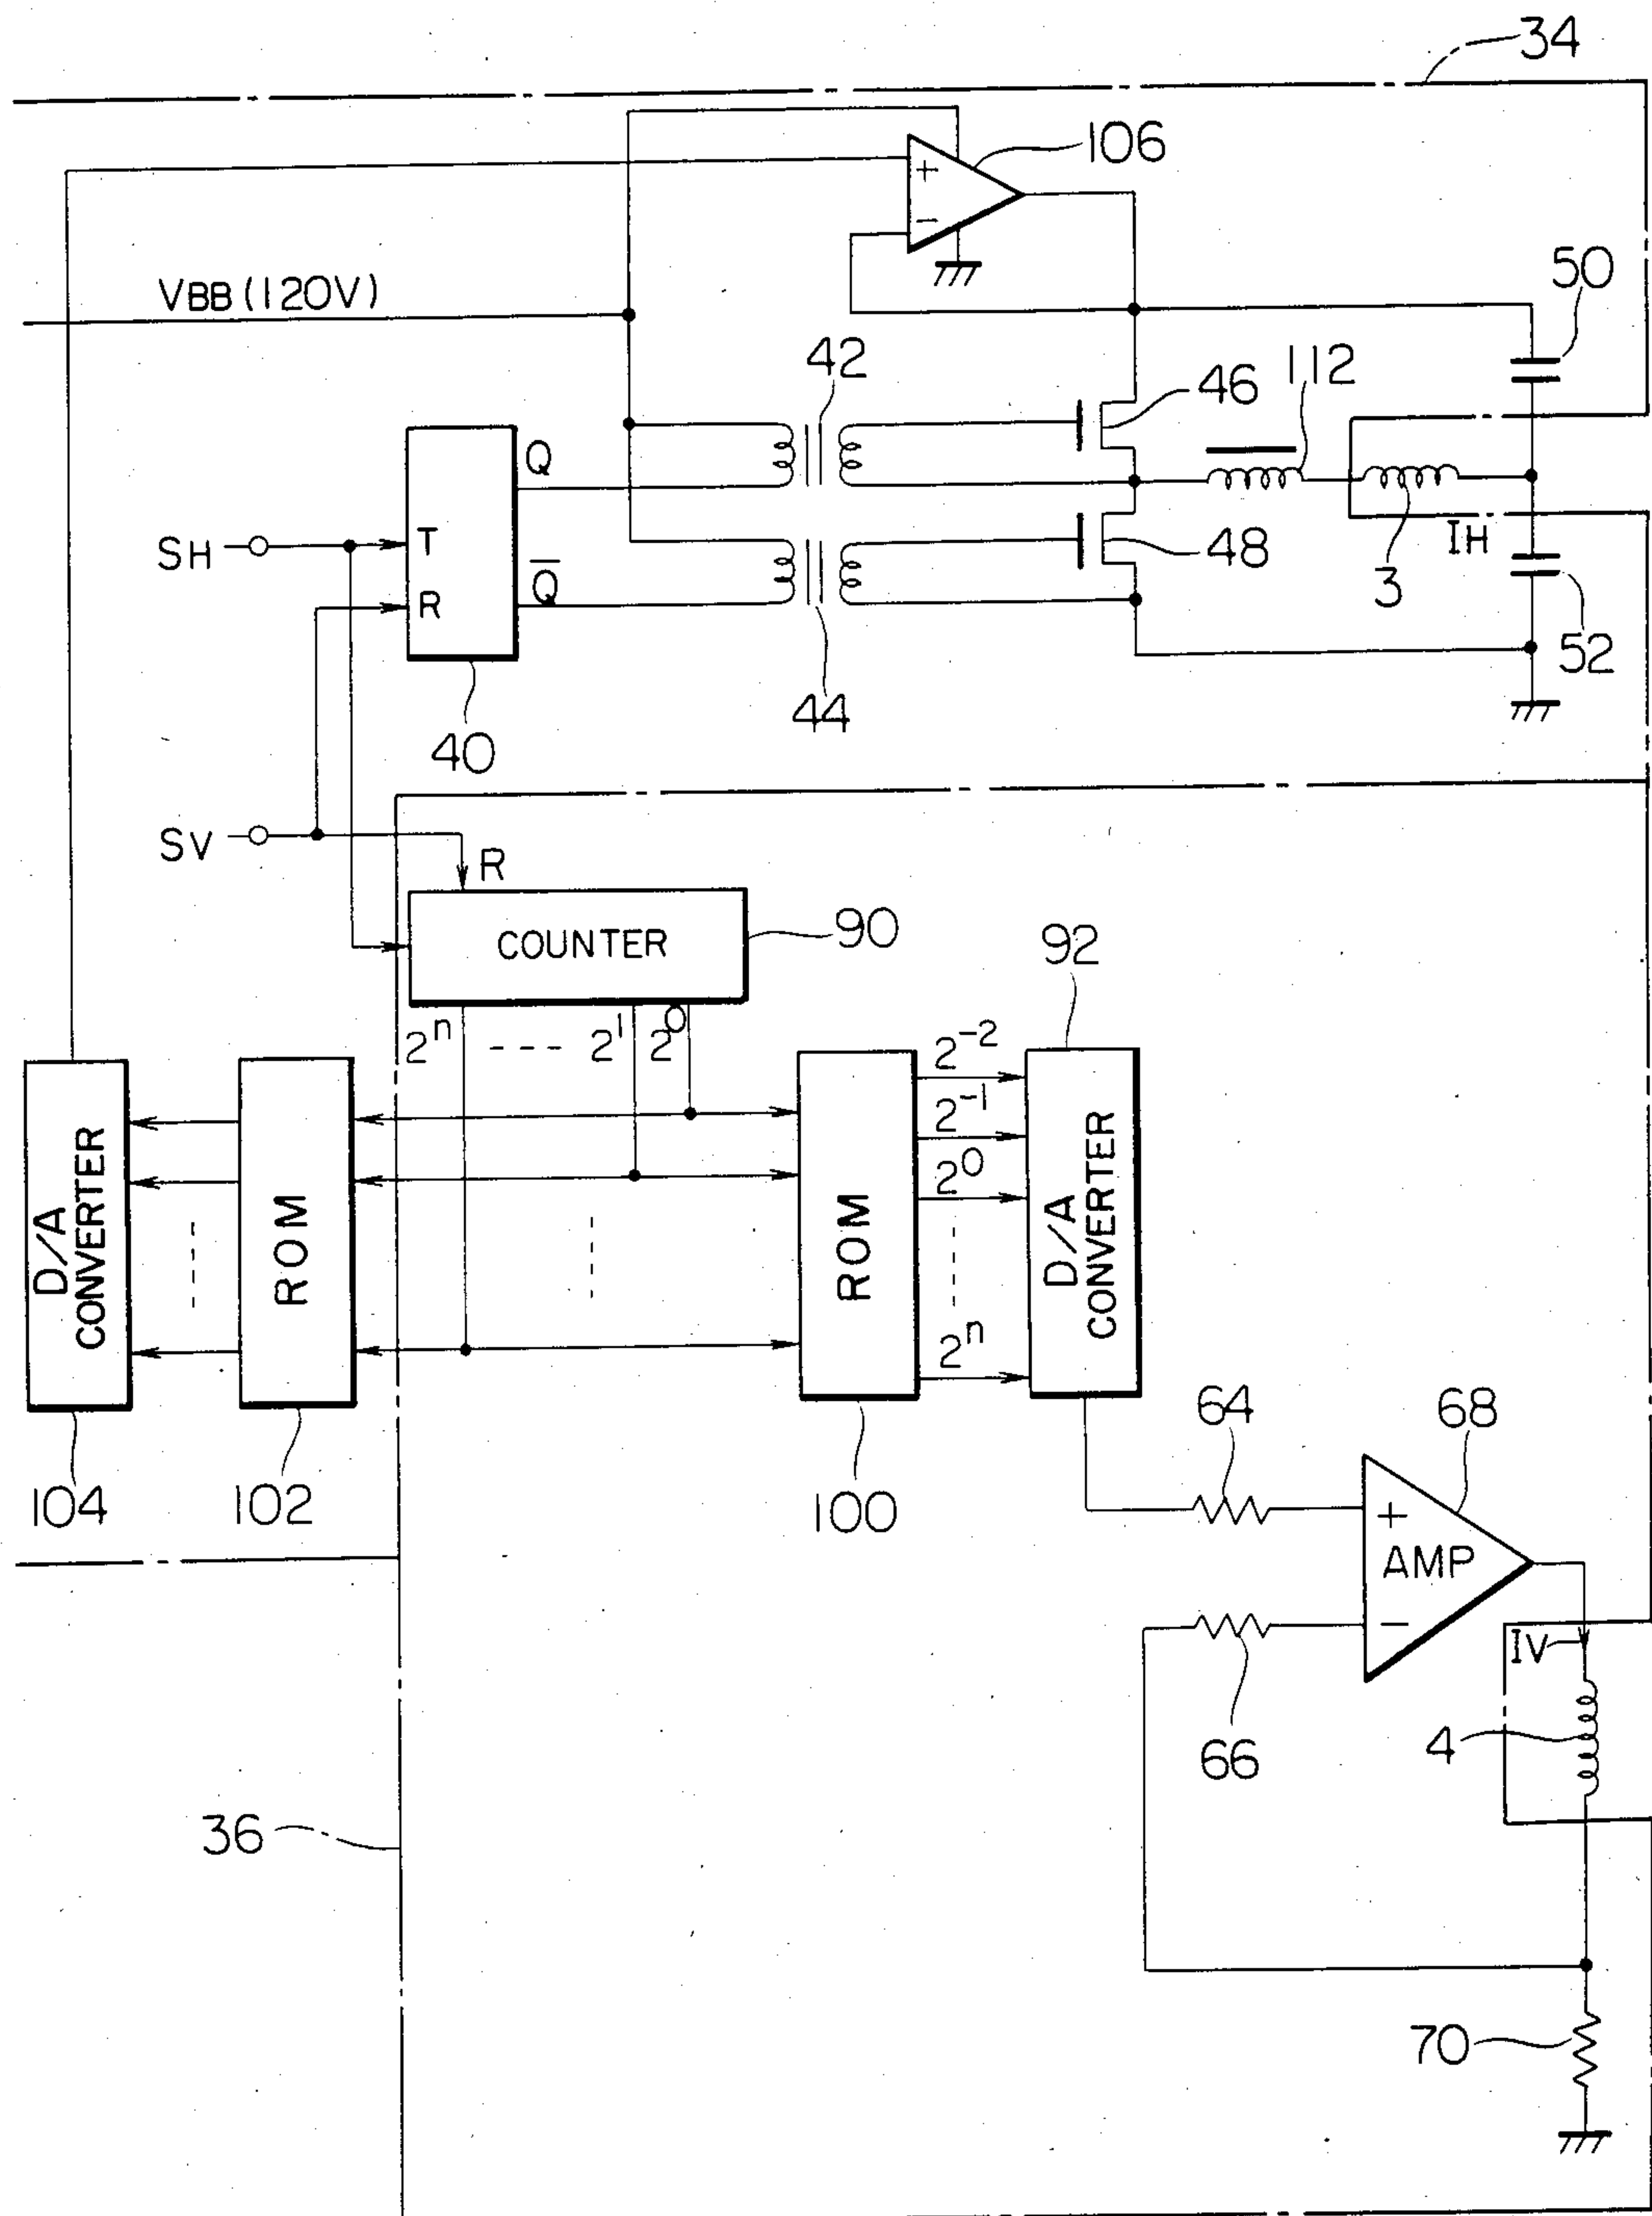 34
106
VBB (120V)
50
42
112
46
Q
SH
T
48
IH
Q̅
3
R
52
44
40
SV
R
COUNTER
90
92
2ⁿ --- 2¹ 2⁰
2⁻²
2⁻¹
2⁰
2ⁿ
D/A CONVERTER
ROM
ROM
D/A CONVERTER
64
68
104
102
100
+
AMP
−
IV
66
4
36
70